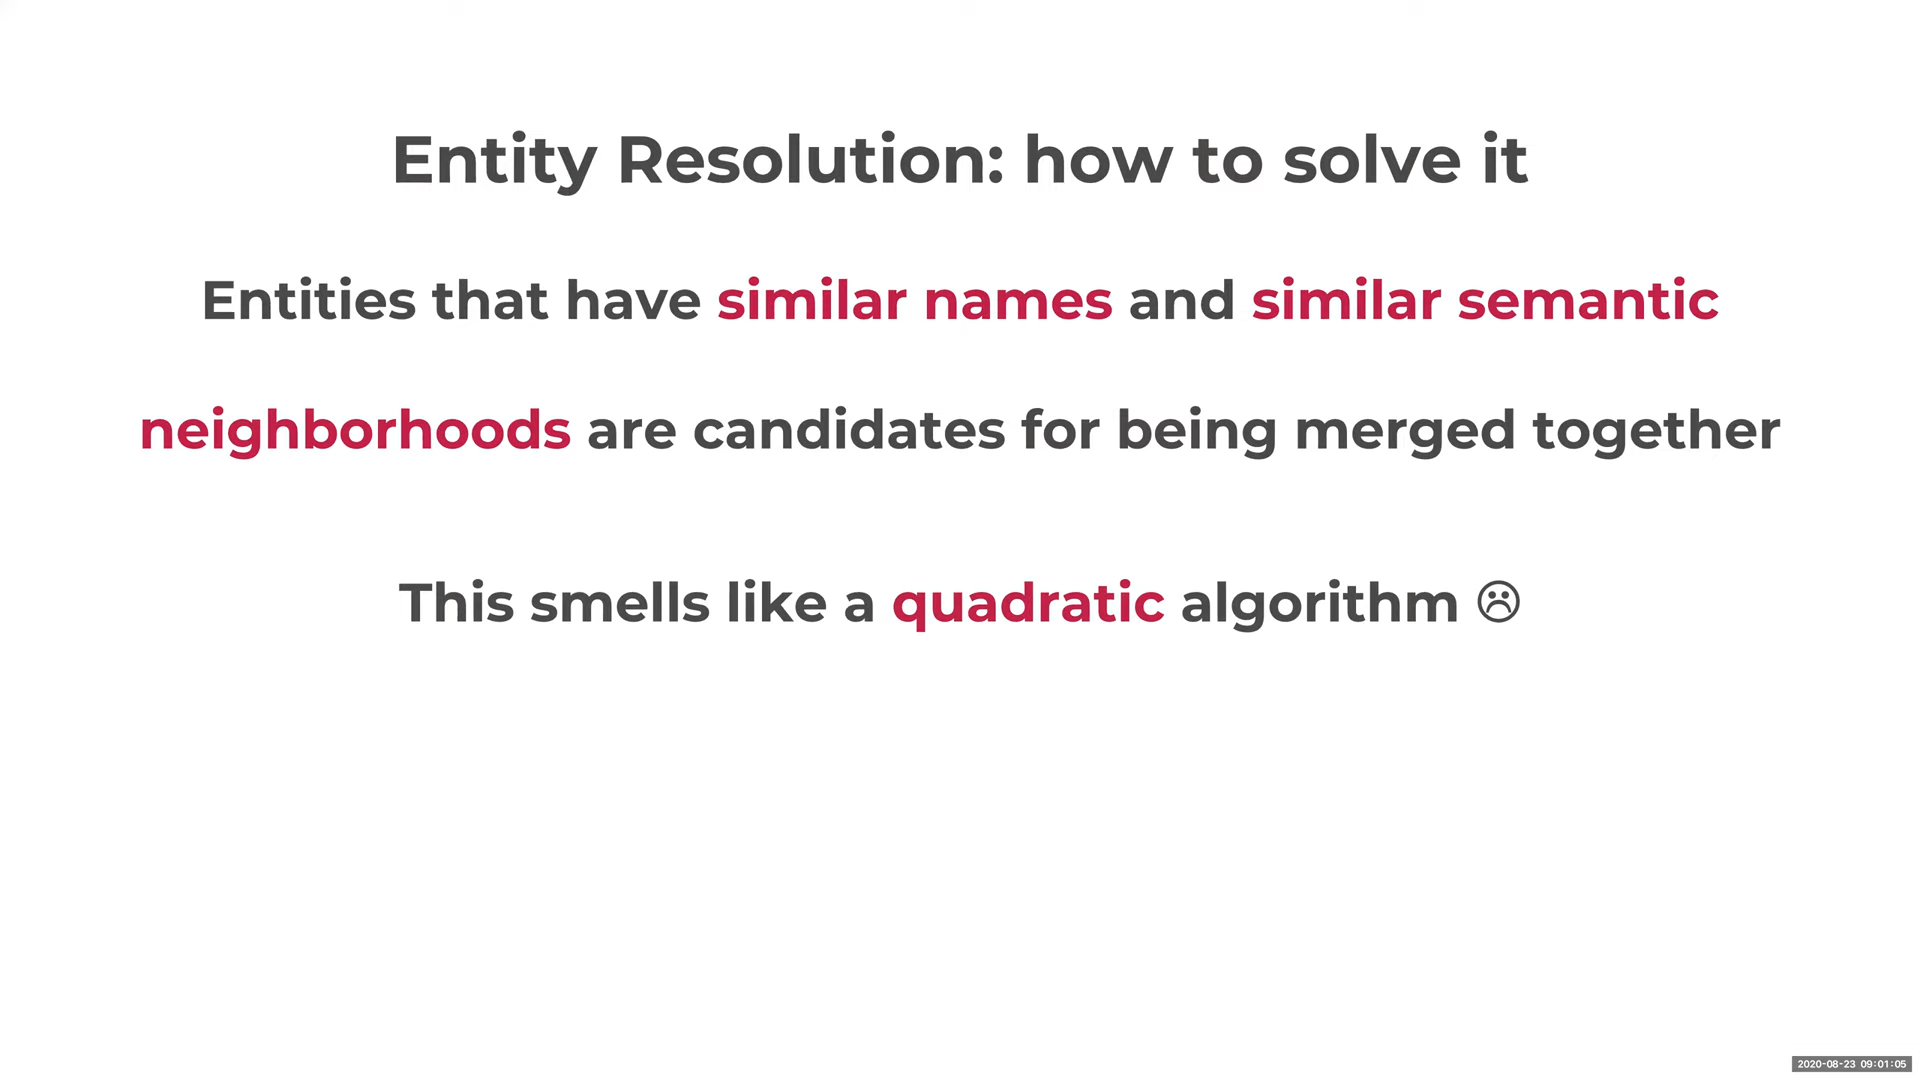 Entity Resolution: how to solve it
Entities that have similar names and similar semantic
neighborhoods are candidates for being merged together
This smells like a quadratic algorithm ☹
2020-08-23 09:01:05